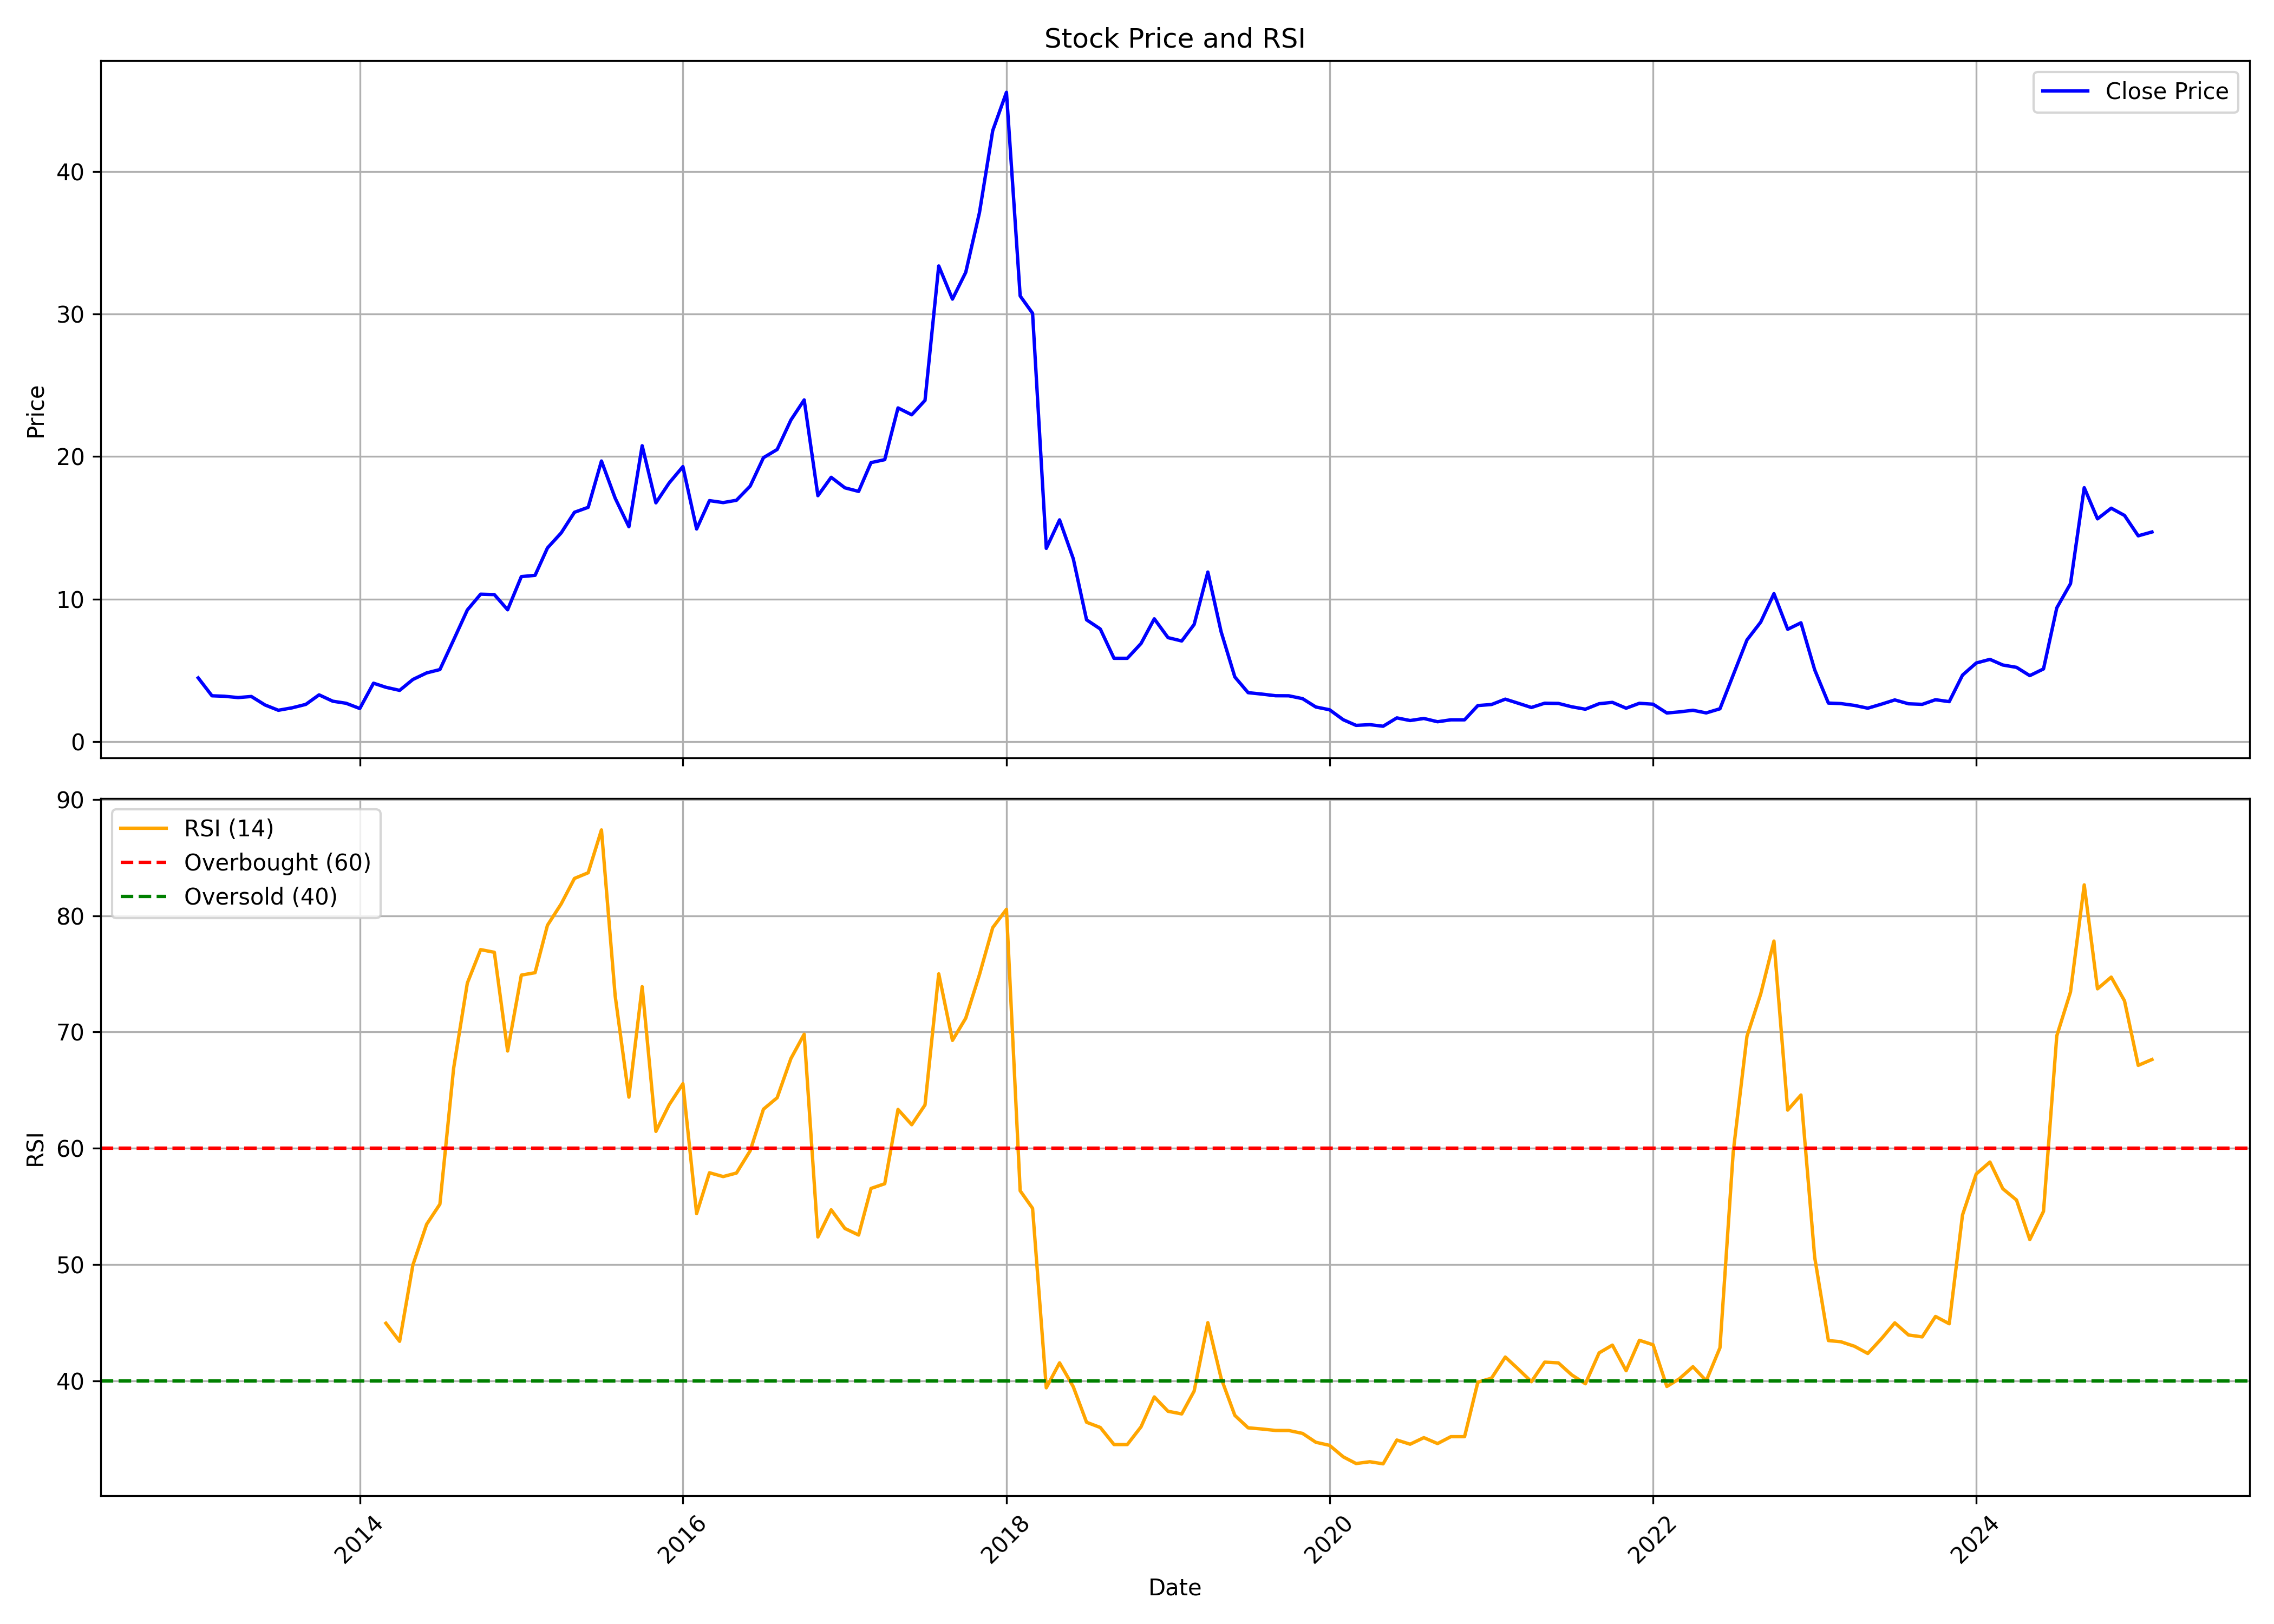 Stock Price and RSI
Close Price
Price
40
30
20
10
0
RSI (14)
Overbought (60)
Oversold (40)
RSI
90
80
70
60
50
40
2014
2016
2018
2020
2022
2024
Date